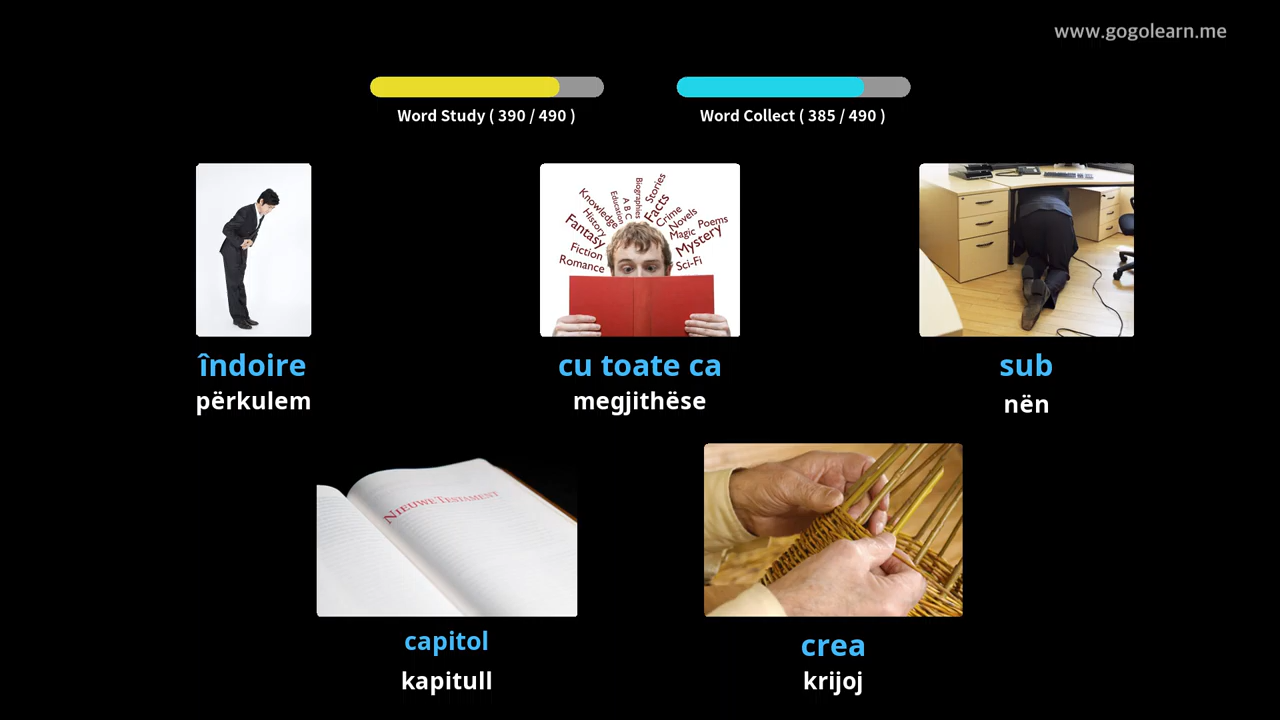 www.gogolearn.me
Word Study ( 390 / 490 )
Word Collect ( 385 / 490 )
Knowledge
History
Fantasy
Fiction
Romance
Education
A B C
Biographies
Stories
Facts
Crime
Novels
Magic
Poems
Mystery
Sci-Fi
îndoire
përkulem
cu toate ca
megjithëse
sub
nën
NIEUWE TESTAMENT
capitol
kapitull
crea
krijoj